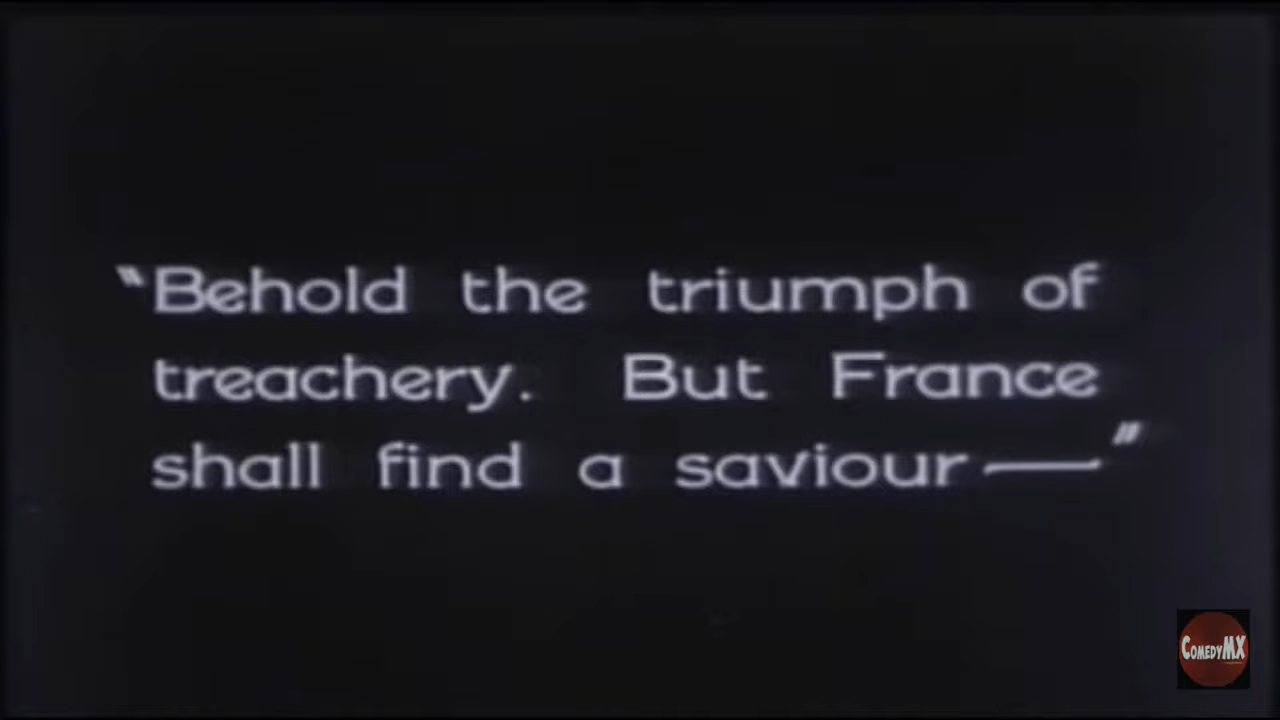 "Behold the triumph of
treachery. But France
shall find a saviour—"
COMEDYMX